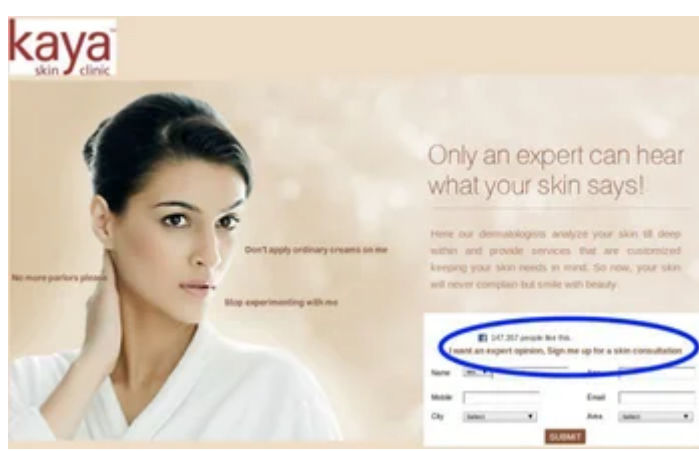 kaya
skin clinic
Only an expert can hear
what your skin says!
Here our dermatologists analyze your skin till deep
within and provide services that are customized
keeping your skin needs in mind. So now, your skin
will never complain but smile with beauty.
Don't apply ordinary creams on me
No more parlors please
Stop experimenting with me
147,357 people like this.
I want an expert opinion, Sign me up for a skin consultation
Name
Mobile
Email
City Select Area Select
SUBMIT